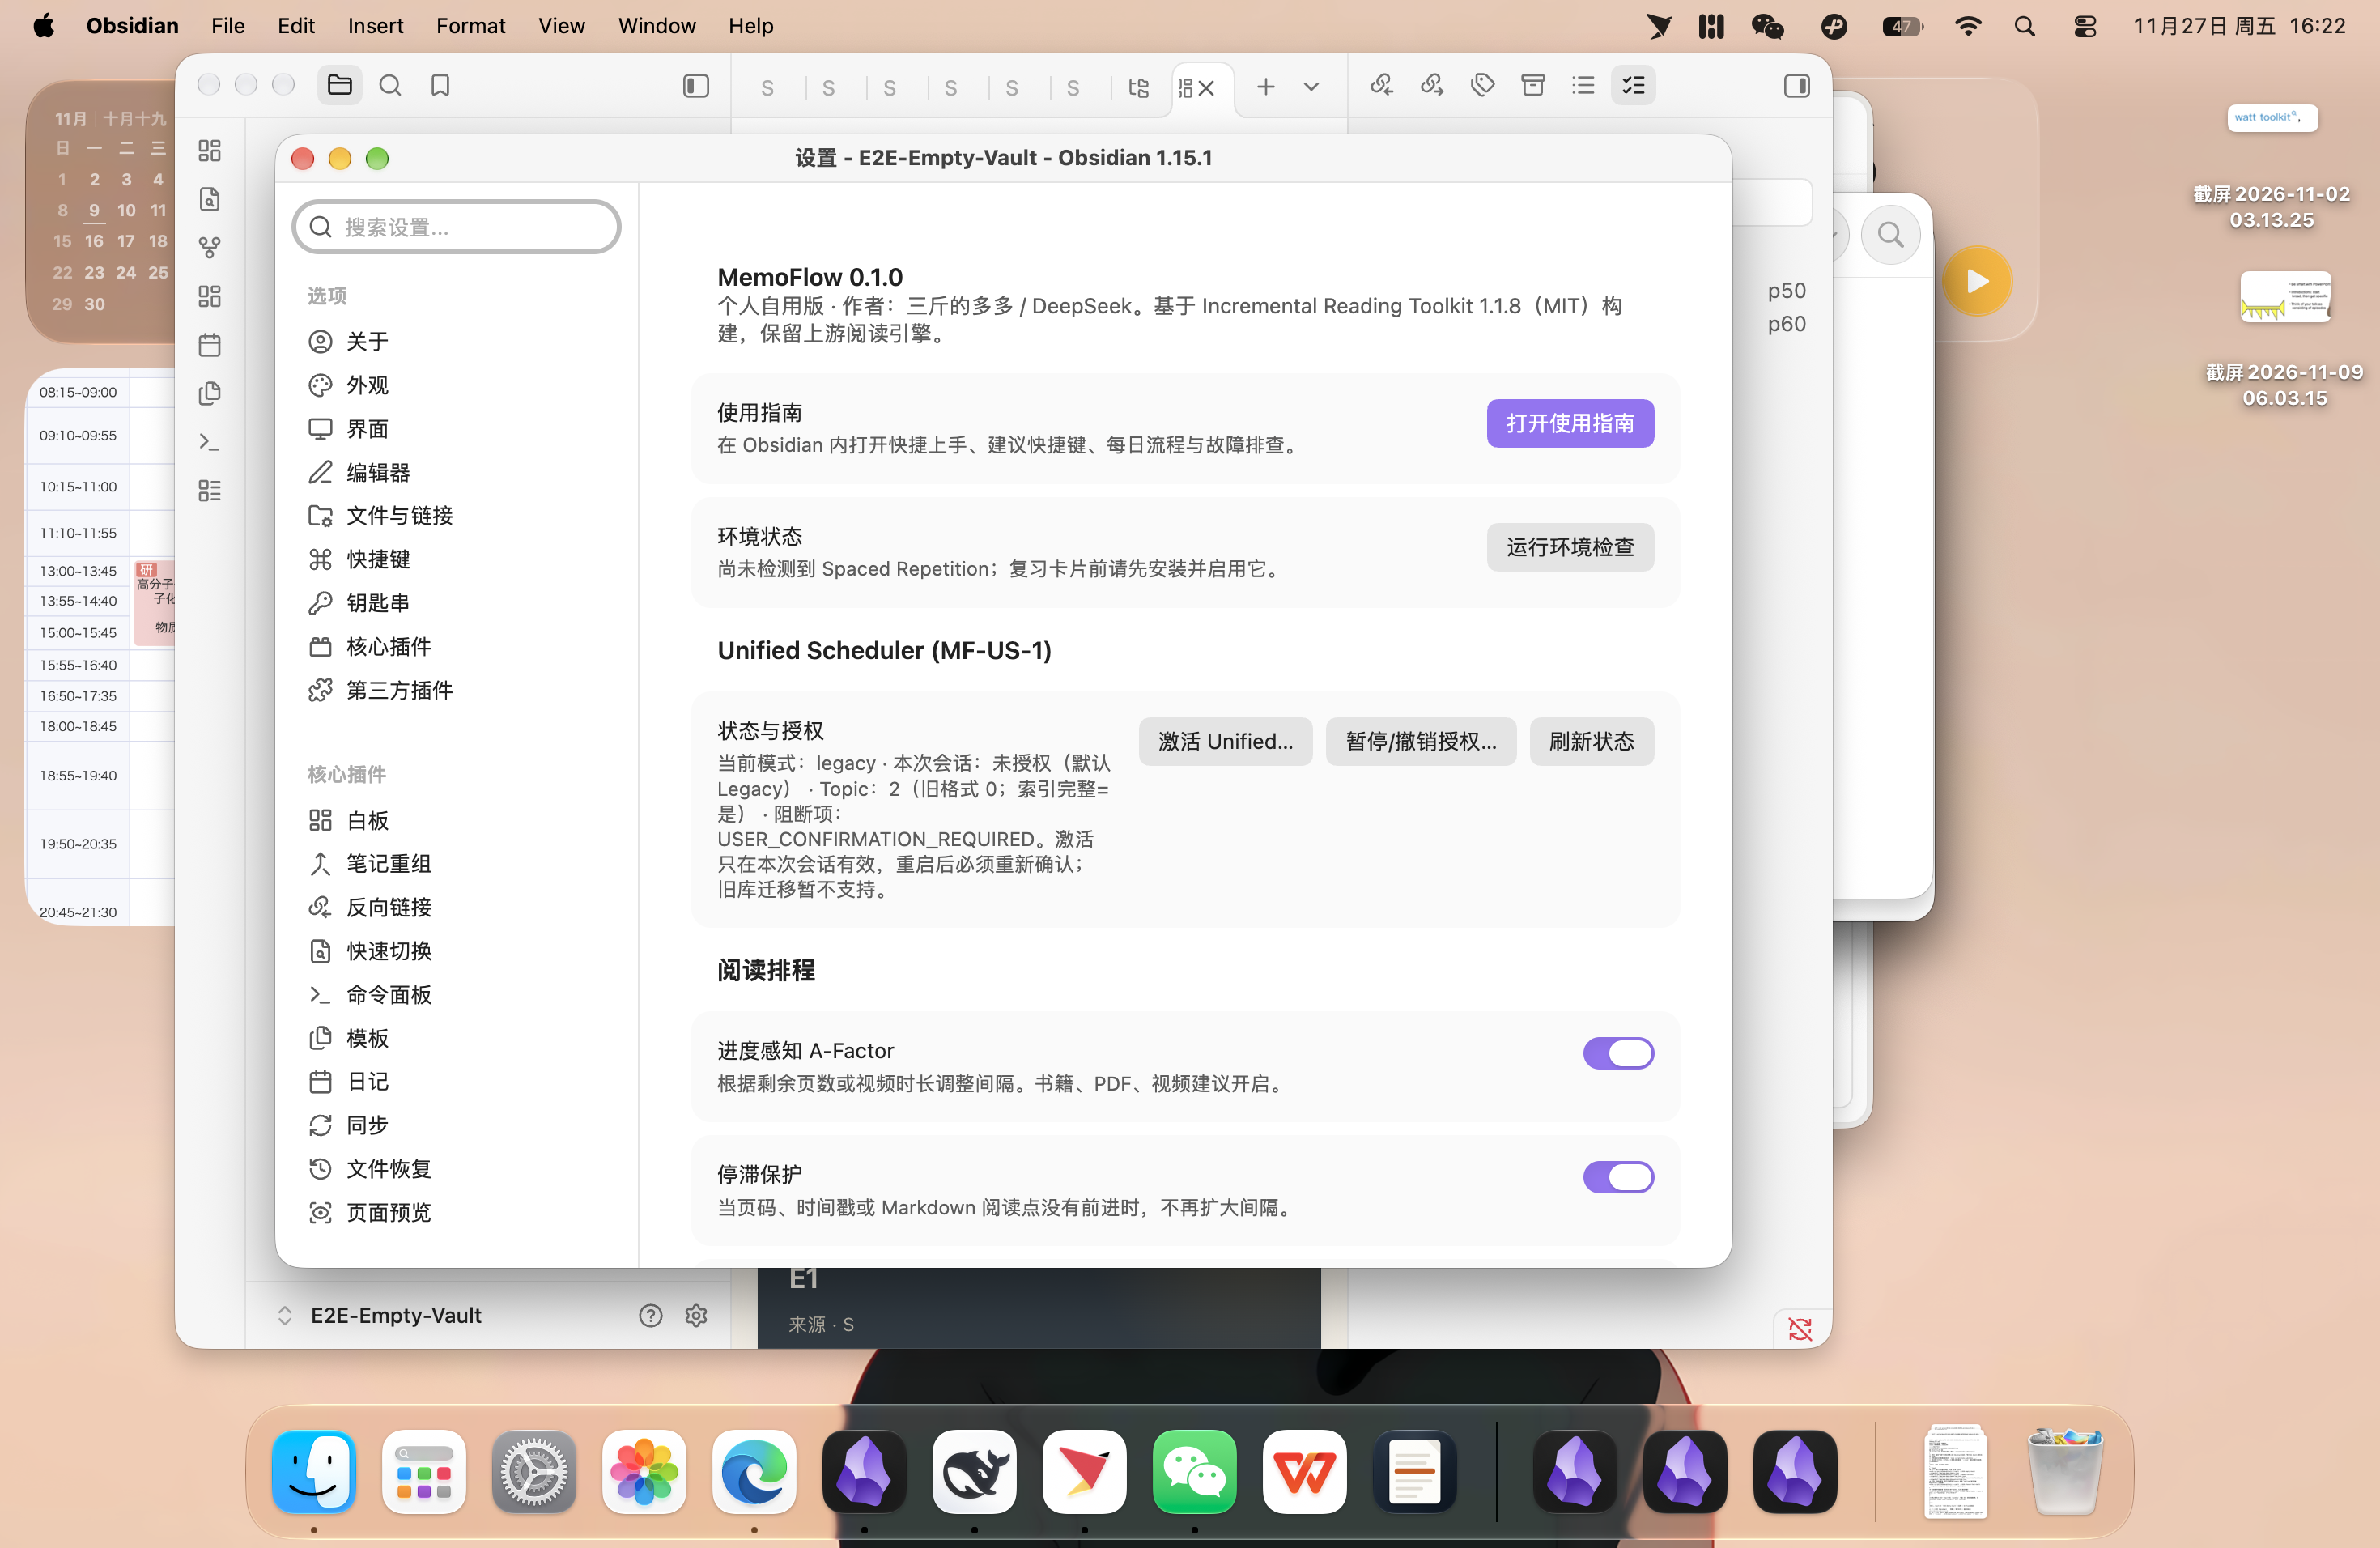 Obsidian File Edit Insert Format View Window Help
47
11月27日 周五 16:22
11月 十月十九
日 一 二 三
1 2 3 4
8 9 10 11
15 16 17 18
22 23 24 25
29 30
08:15~09:00
09:10~09:55
10:15~11:00
11:10~11:55
13:00~13:45
13:55~14:40
15:00~15:45
15:55~16:40
16:50~17:35
18:00~18:45
18:55~19:40
19:50~20:35
20:45~21:30
研
高分子
子化
物质
S S S S S S
设置 - E2E-Empty-Vault - Obsidian 1.15.1
搜索设置...
选项
关于
外观
界面
编辑器
文件与链接
快捷键
钥匙串
核心插件
第三方插件
核心插件
白板
笔记重组
反向链接
快速切换
命令面板
模板
日记
同步
文件恢复
页面预览
MemoFlow 0.1.0
个人自用版 · 作者：三斤的多多 / DeepSeek。基于 Incremental Reading Toolkit 1.1.8（MIT）构
建，保留上游阅读引擎。
使用指南
在 Obsidian 内打开快捷上手、建议快捷键、每日流程与故障排查。
打开使用指南
环境状态
尚未检测到 Spaced Repetition；复习卡片前请先安装并启用它。
运行环境检查
Unified Scheduler (MF-US-1)
状态与授权
当前模式：legacy · 本次会话：未授权（默认
Legacy） · Topic：2（旧格式 0；索引完整=
是） · 阻断项：
USER_CONFIRMATION_REQUIRED。激活
只在本次会话有效，重启后必须重新确认；
旧库迁移暂不支持。
激活 Unified...
暂停/撤销授权...
刷新状态
阅读排程
进度感知 A-Factor
根据剩余页数或视频时长调整间隔。书籍、PDF、视频建议开启。
停滞保护
当页码、时间戳或 Markdown 阅读点没有前进时，不再扩大间隔。
p50
p60
E2E-Empty-Vault
E1
来源 · S
watt toolkit
截屏2026-11-02
03.13.25
截屏2026-11-09
06.03.15